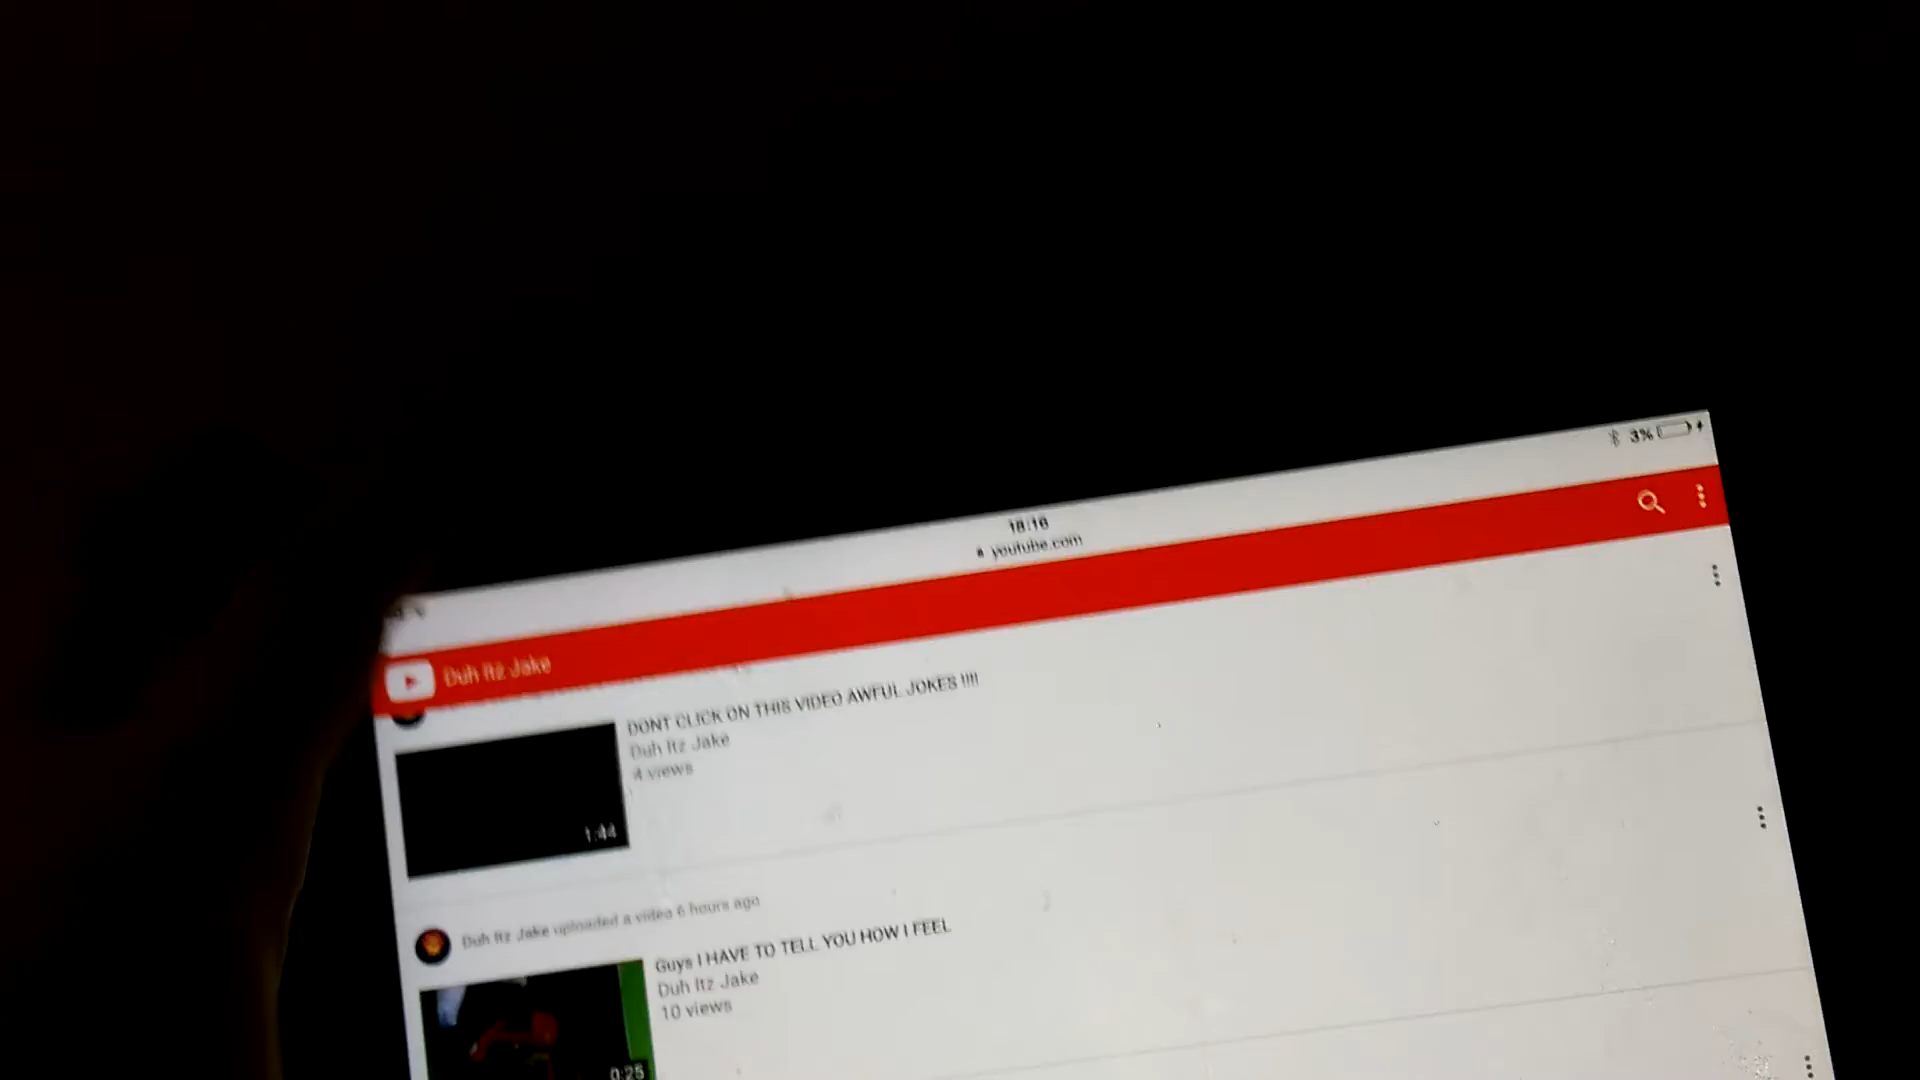 3%
18:16
youtube.com
Duh Itz Jake
DONT CLICK ON THIS VIDEO AWFUL JOKES !!!!
Duh Itz Jake
4 views
1:44
Duh Itz Jake uploaded a video 6 hours ago
Guys I HAVE TO TELL YOU HOW I FEEL
Duh Itz Jake
10 views
0:25